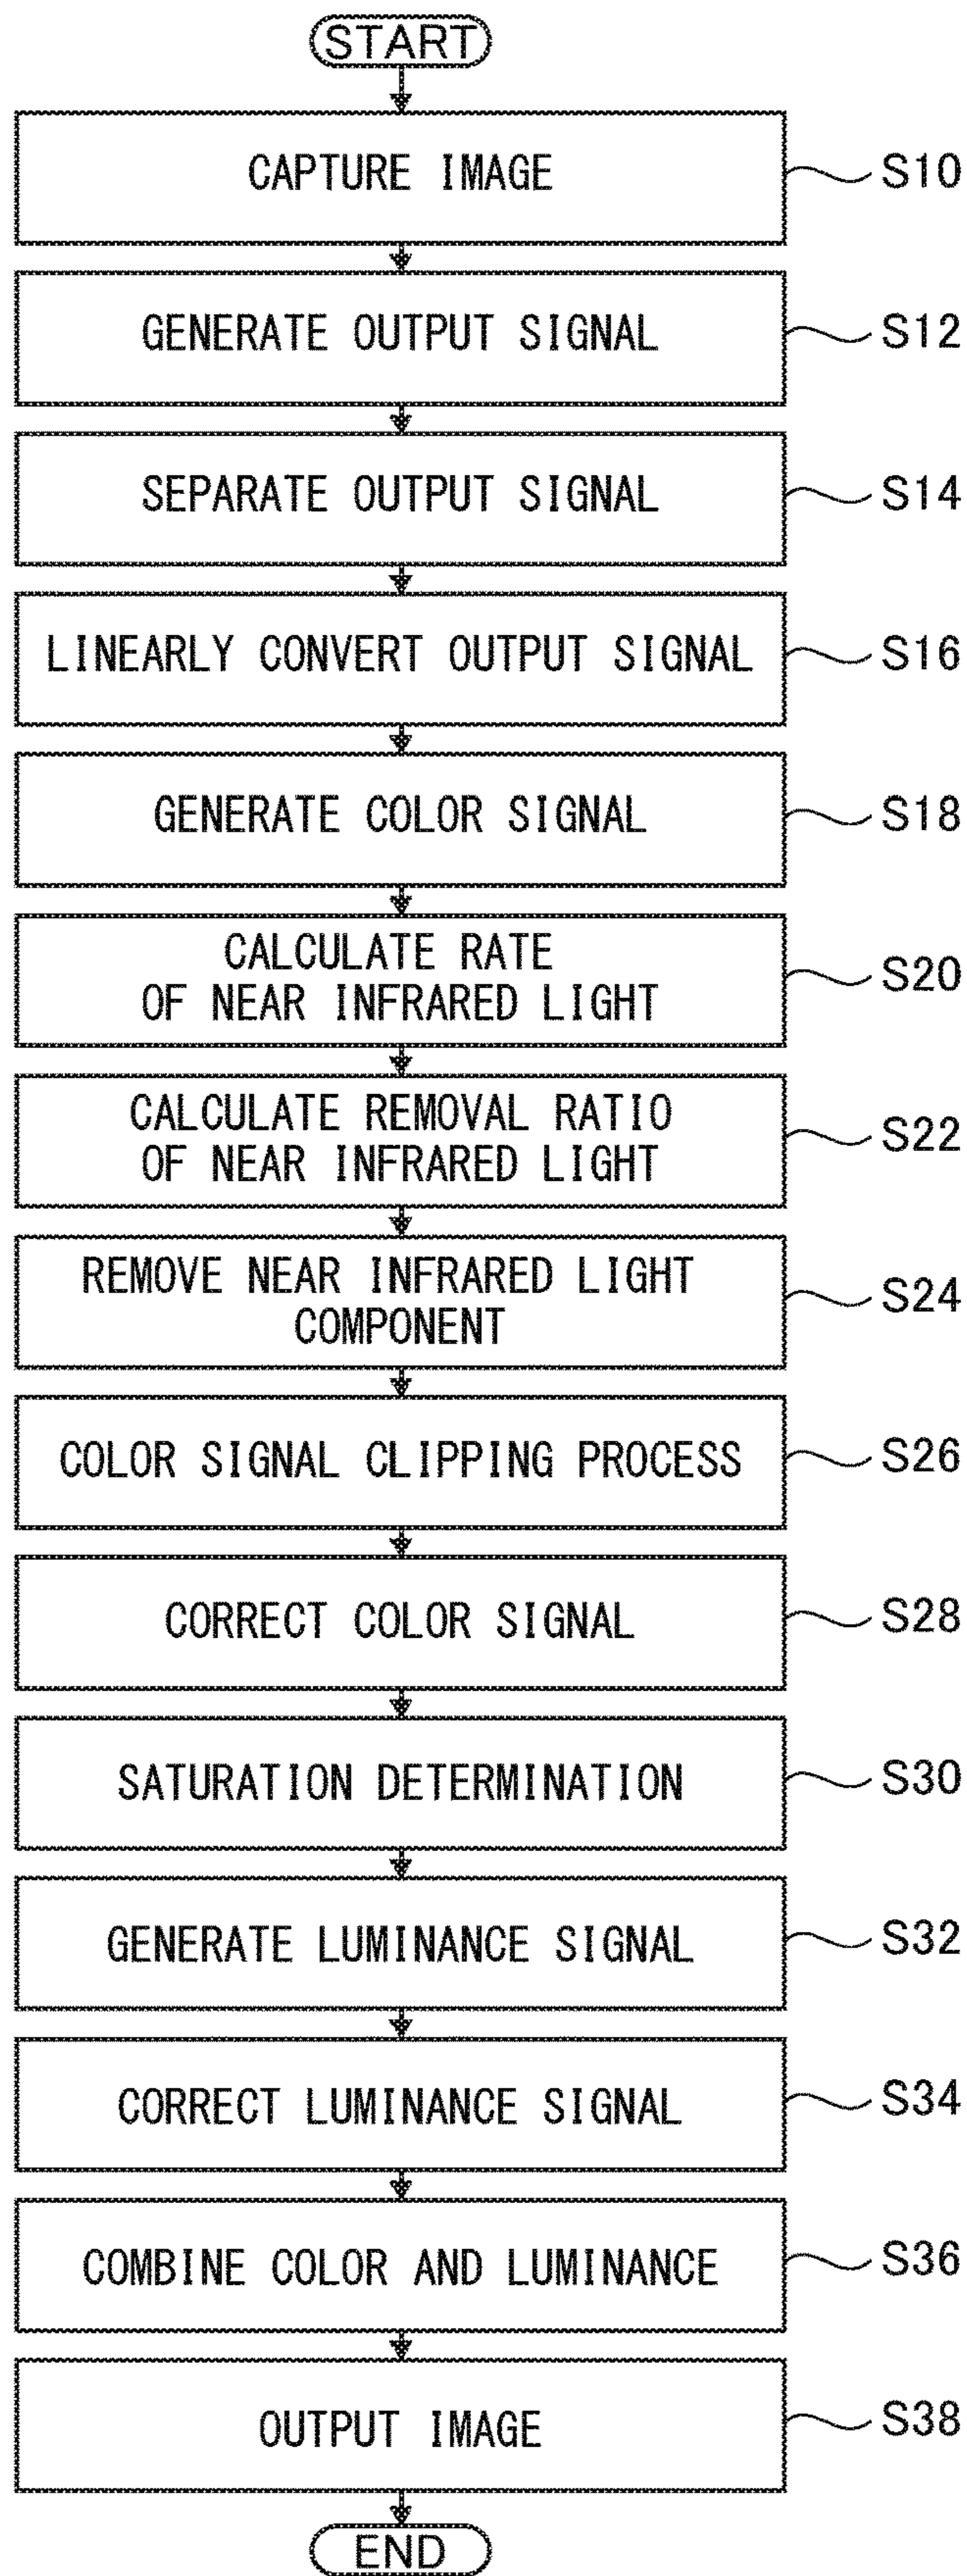 START
CAPTURE IMAGE
S10
GENERATE OUTPUT SIGNAL
S12
SEPARATE OUTPUT SIGNAL
S14
LINEARLY CONVERT OUTPUT SIGNAL
S16
GENERATE COLOR SIGNAL
S18
CALCULATE RATE
OF NEAR INFRARED LIGHT
S20
CALCULATE REMOVAL RATIO
OF NEAR INFRARED LIGHT
S22
REMOVE NEAR INFRARED LIGHT
COMPONENT
S24
COLOR SIGNAL CLIPPING PROCESS
S26
CORRECT COLOR SIGNAL
S28
SATURATION DETERMINATION
S30
GENERATE LUMINANCE SIGNAL
S32
CORRECT LUMINANCE SIGNAL
S34
COMBINE COLOR AND LUMINANCE
S36
OUTPUT IMAGE
S38
END